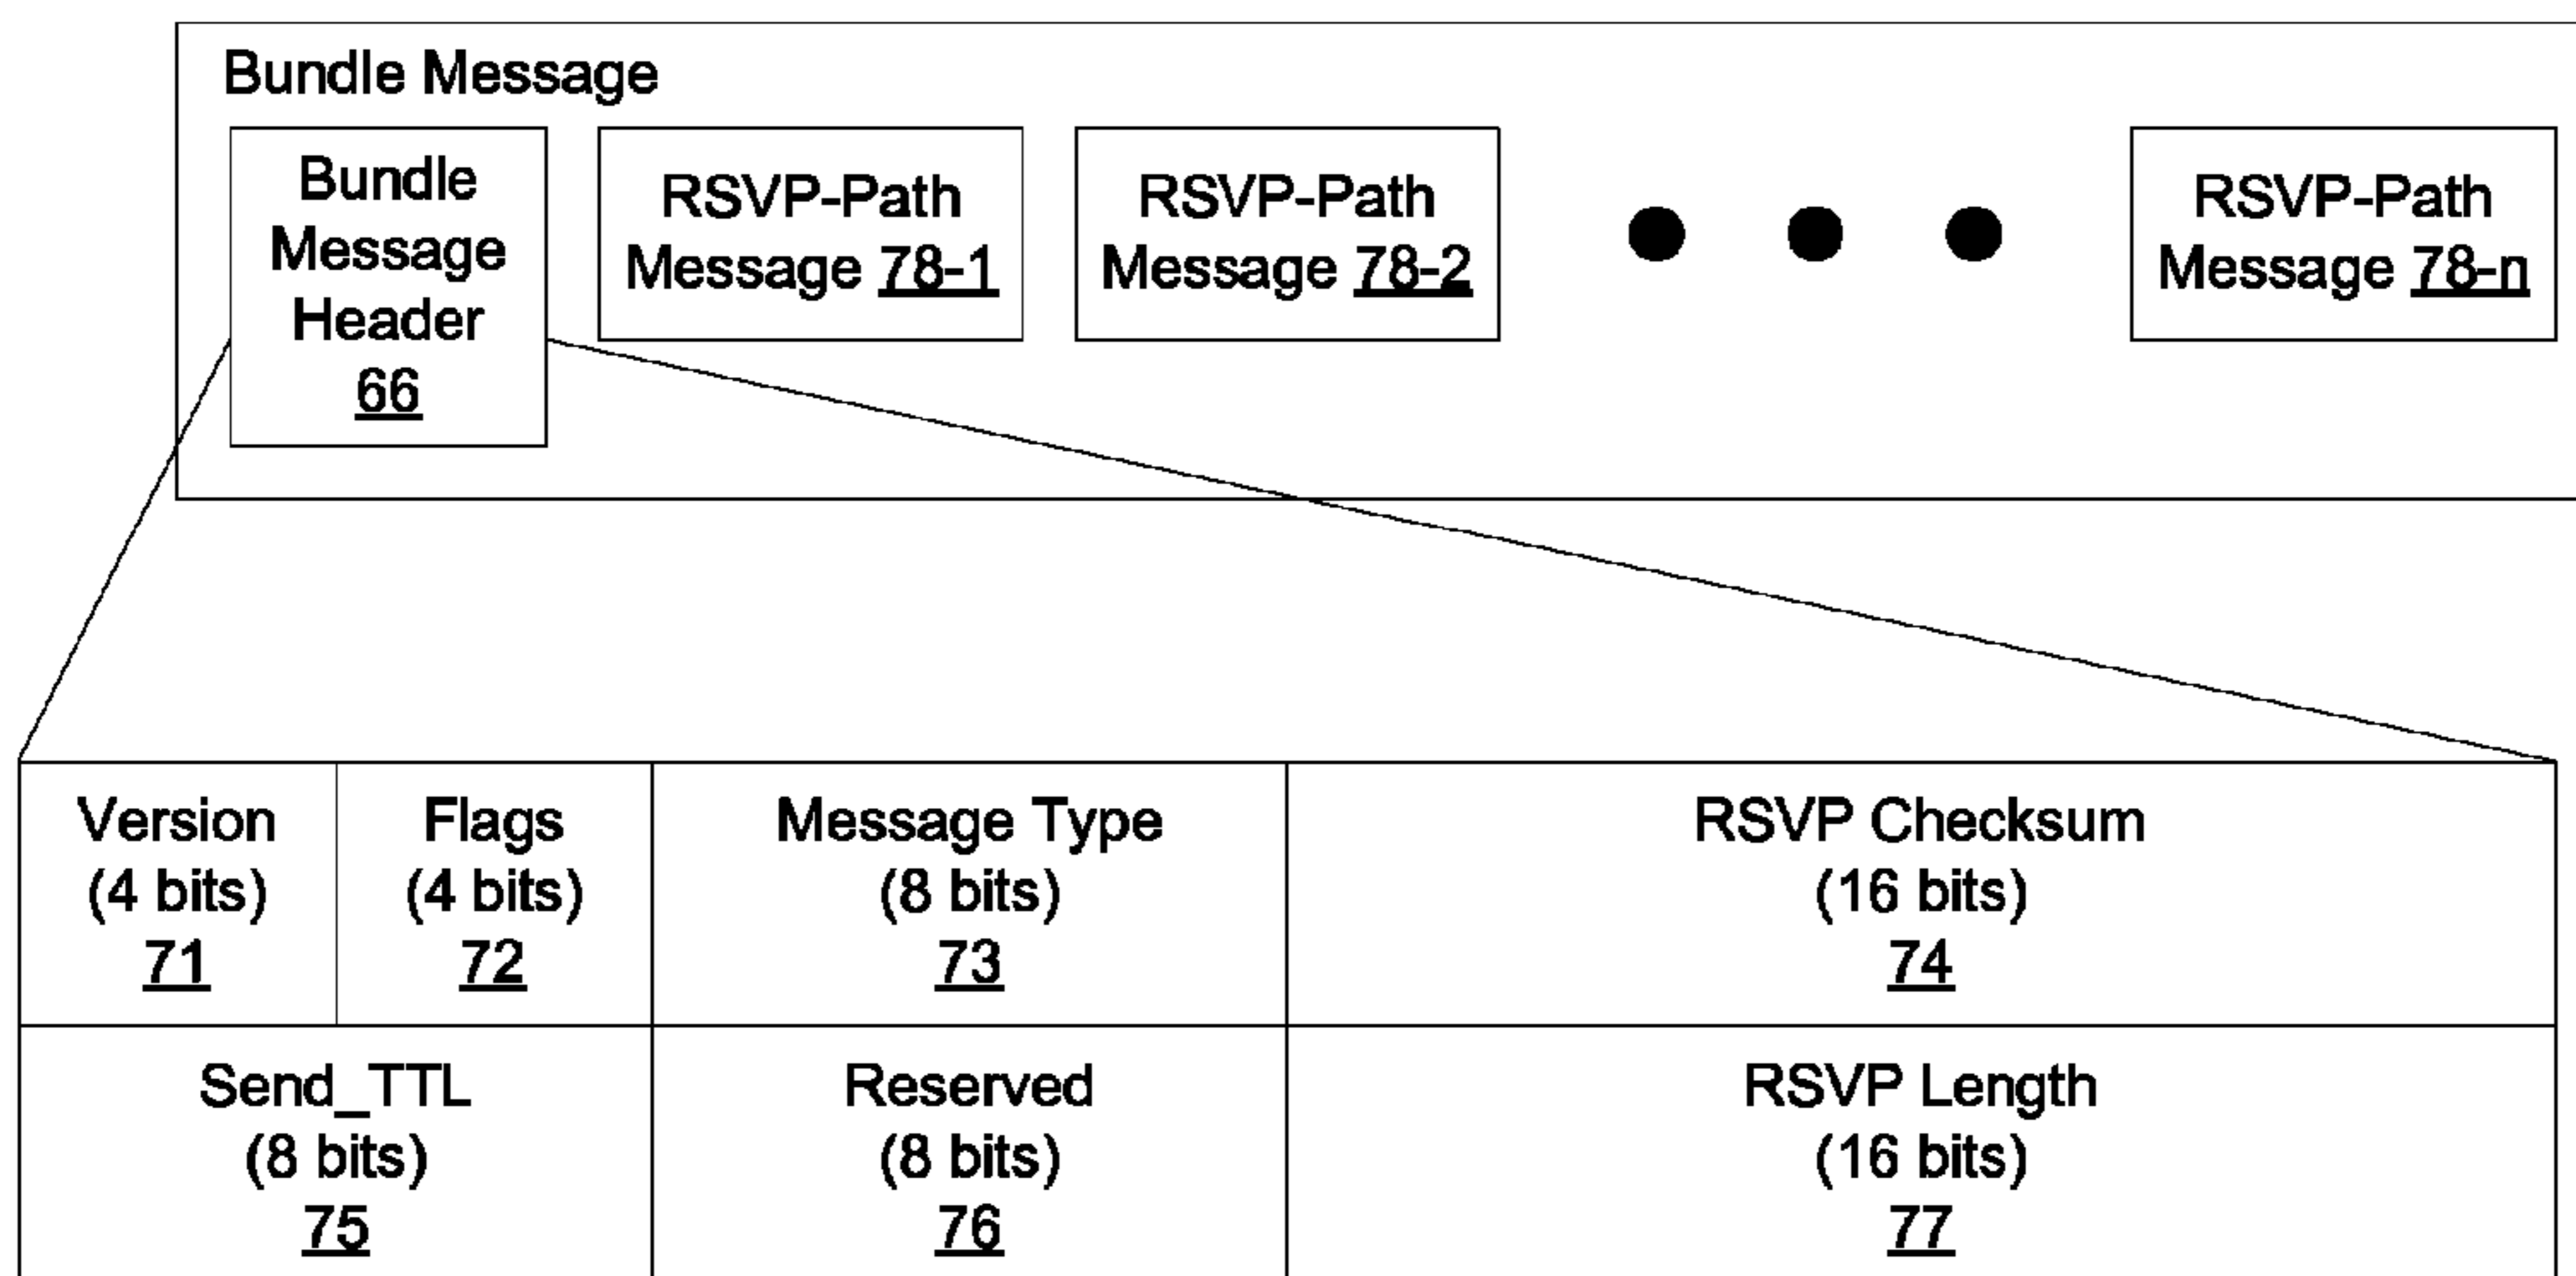 Bundle Message
Bundle
Message
Header
66
RSVP-Path
Message 78-1
RSVP-Path
Message 78-2
RSVP-Path
Message 78-n
Version
(4 bits)
71
Flags
(4 bits)
72
Message Type
(8 bits)
73
RSVP Checksum
(16 bits)
74
Send_TTL
(8 bits)
75
Reserved
(8 bits)
76
RSVP Length
(16 bits)
77